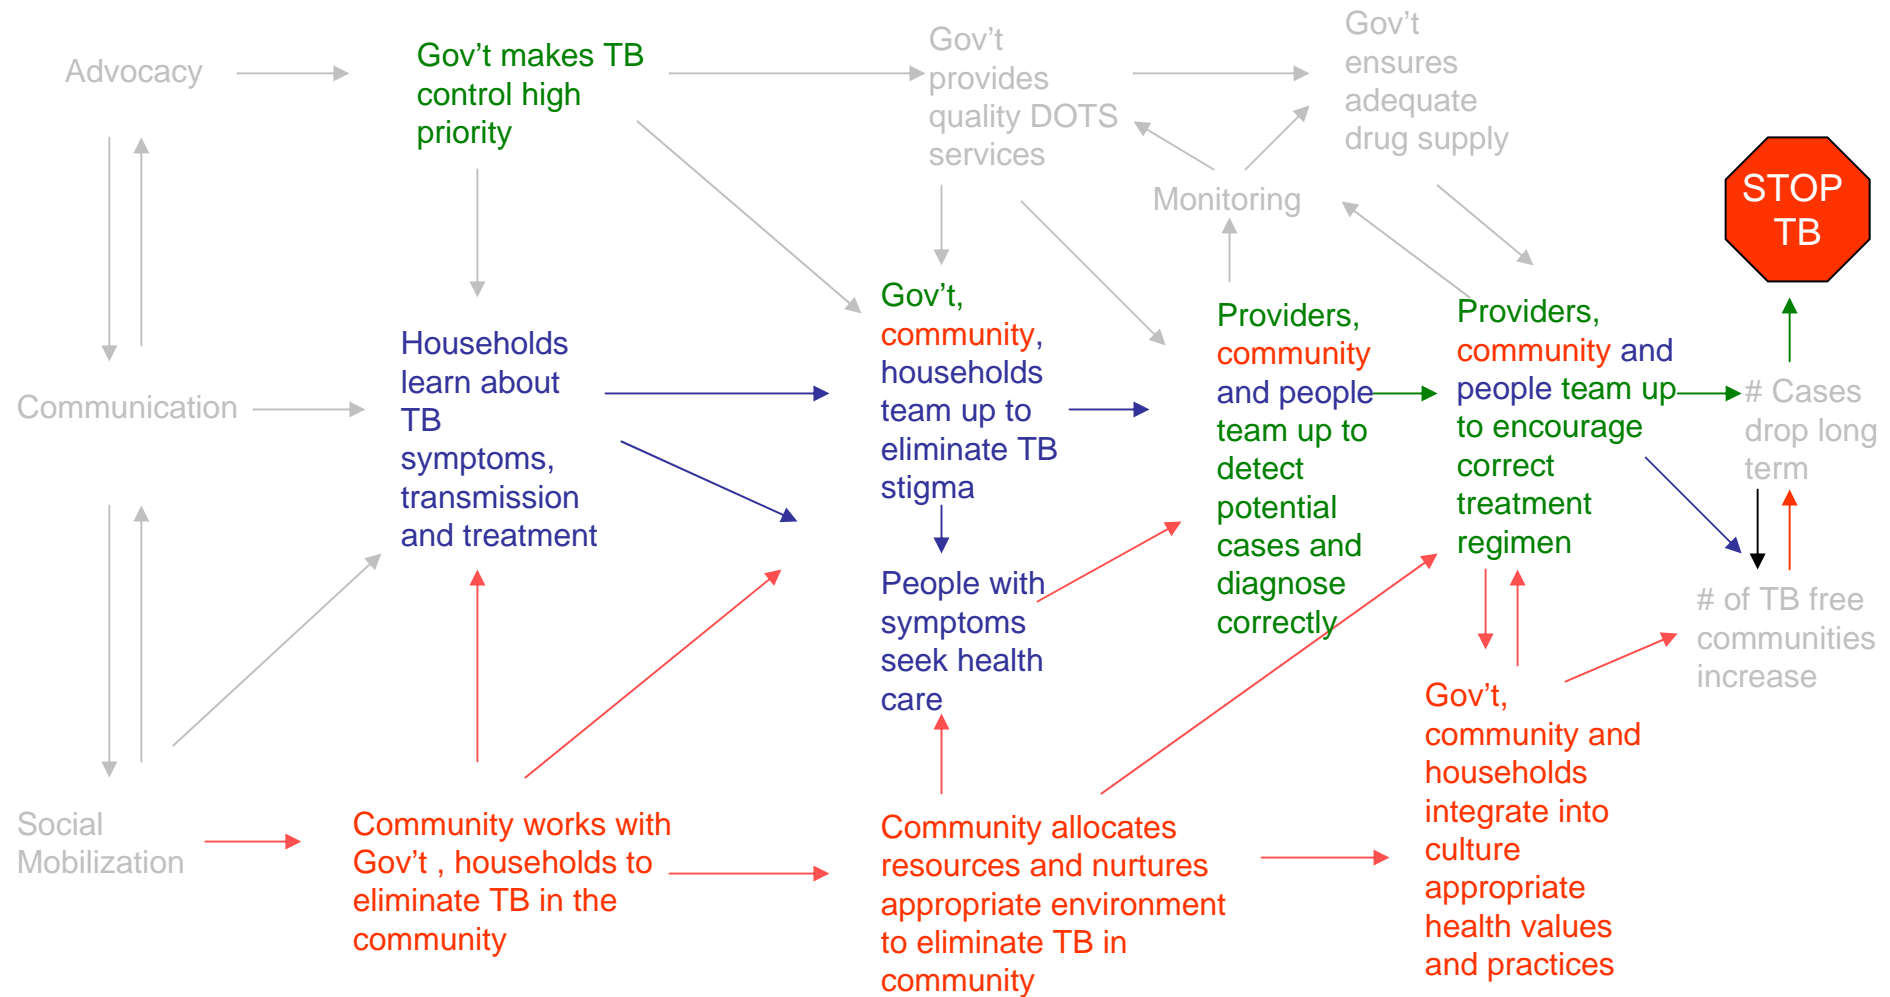 Advocacy
Gov’t makes TB
control high
priority
Gov’t
provides
quality DOTS
services
Gov’t
ensures
adequate
drug supply
Monitoring
STOP
TB
Communication
Households
learn about
TB
symptoms,
transmission
and treatment
Gov’t,
community,
households
team up to
eliminate TB
stigma
People with
symptoms
seek health
care
Providers,
community
and people
team up to
detect
potential
cases and
diagnose
correctly
Providers,
community and
people team up
to encourage
correct
treatment
regimen
# Cases
drop long
term
# of TB free
communities
increase
Social
Mobilization
Community works with
Gov’t , households to
eliminate TB in the
community
Community allocates
resources and nurtures
appropriate environment
to eliminate TB in
community
Gov’t,
community and
households
integrate into
culture
appropriate
health values
and practices